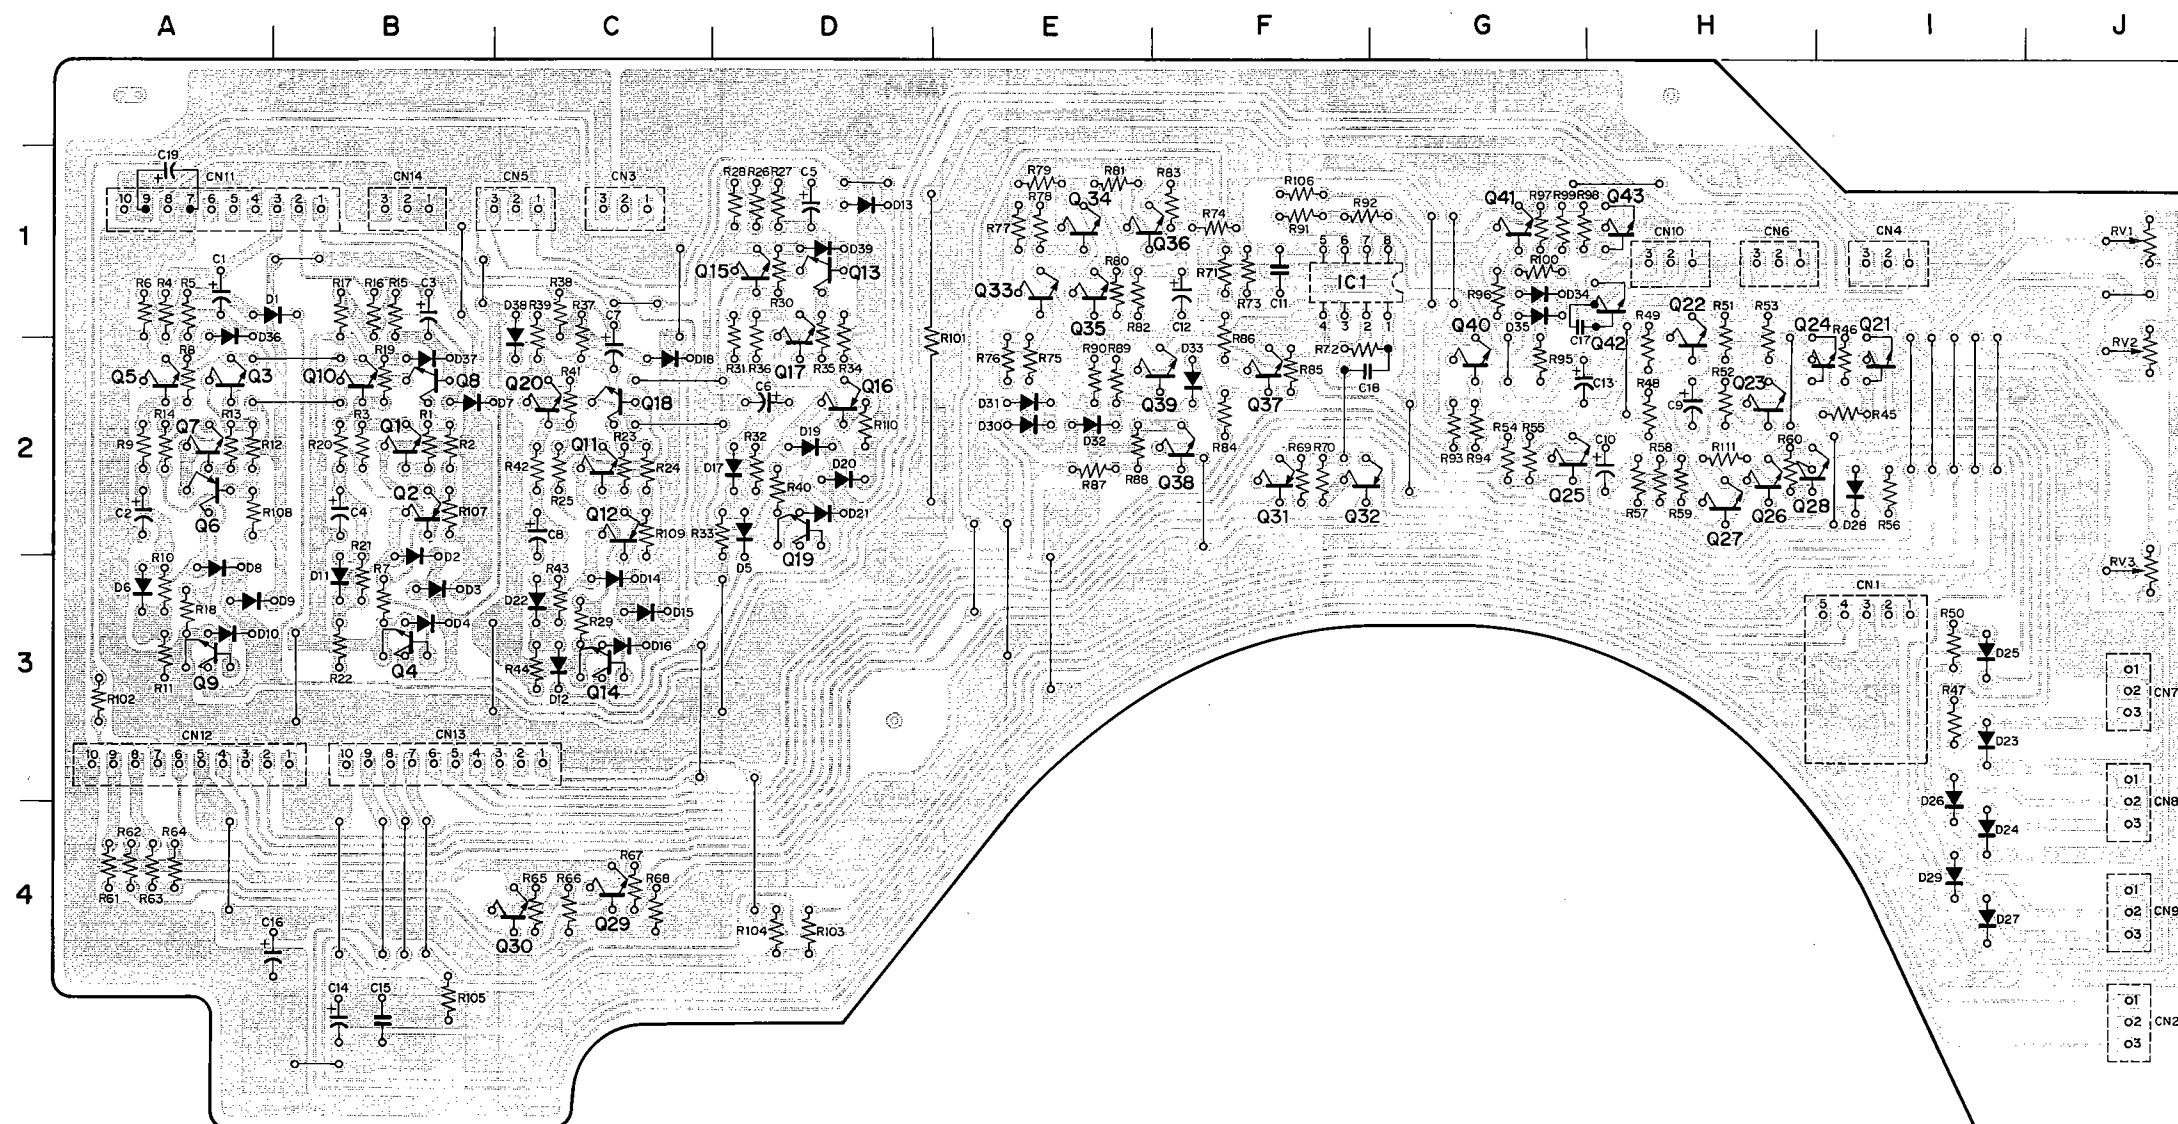 A B C D E F G H I J
1
2
3
4
C19
CN11 CN14 CN5 CN3
10 9 8 7 6 5 4 3 2 1
3 2 1
3 2 1
3 2 1
R28 R26 R27 C5
D13
R79 R81 R83
Q34
R78
R77
Q36
R74
R106
R91
R92
Q41 R97 R99 R98 Q43
CN10 CN6 CN4
3 2 1
3 2 1
3 2 1
RV1
R6 R4 R5 C1 D1
D36
R17 R16 R15 C3
D38 R39 R38 R37 C7
D18
Q15 D39 Q13
R30
Q33 R80
Q35 R82 C12
R71 R73 C11
5 6 7 8
IC1
4 3 2 1
R100
D34
R96
D35
C17 Q42
Q40
R49 Q22 R51 R53
Q24 R46 Q21
RV2
Q5 R8 Q3
Q10 R19 D37 Q8
D7
Q20 R41 Q18
R31 R36 Q17 R35 R34
C6 Q16
R101
R76 R75 R90 R89
D33
R86
R72
C18
Q37 R85
R95
C13
R48 R52 C9 Q23
R45
R14 R13
R9 Q7 R12
R3 R1
R20 Q1 R2
R42 Q11 R23 R24
R25
R32 D19 R110
D17 D20
R40
D31
D30
D32
Q39
R87 R88 Q38
R84
R69 R70
Q31 Q32
R93 R94 R54 R55
C10
Q25
R58 R111 R60
R57 R59 Q27 Q26 Q28
D28 R56
C2 Q6 R108
C4 Q2 R107
C8 Q12 R109
R33 D5 D21 Q19
R10 D8
D6
R18 D9
D10
R11 Q9
R102
D11 R21 D2
R7 D3
D4
R22 Q4
R43 D14
D22 D15
R29
R44 D16
D12 Q14
RV3
CN1
5 4 3 2 1
R50
D25
R47
D23
D26
D24
D29
D27
CN12
10 9 8 7 6 5 4 3 2 1
CN13
10 9 8 7 6 5 4 3 2 1
1
2 CN7
3
1
2 CN8
3
1
2 CN9
3
1
2 CN2
3
R62 R64
R61 R63
R65 R66 R67 R68
Q30 Q29
R104 R103
C16
C14 C15 R105